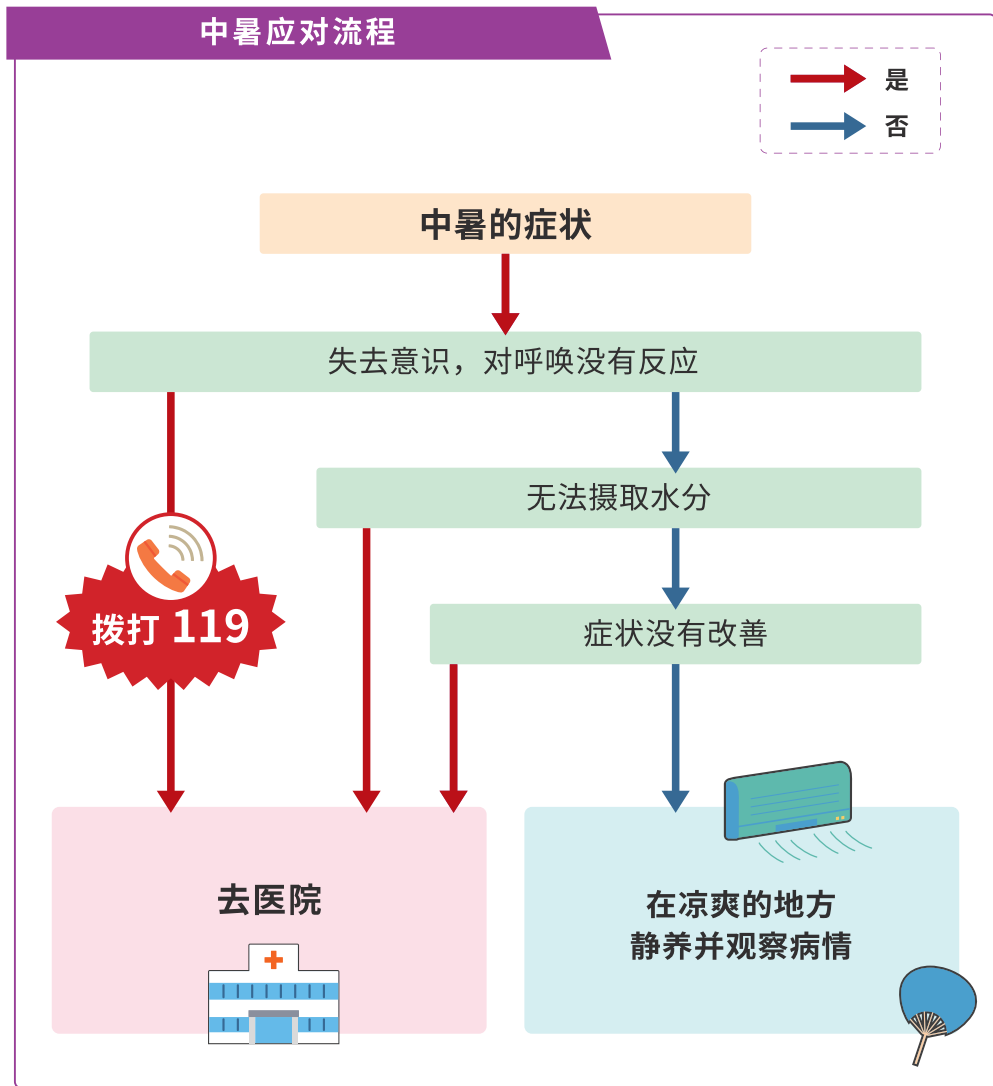 中暑应对流程
是
否
中暑的症状
失去意识，对呼唤没有反应
无法摄取水分
症状没有改善
拨打 119
去医院
在凉爽的地方
静养并观察病情